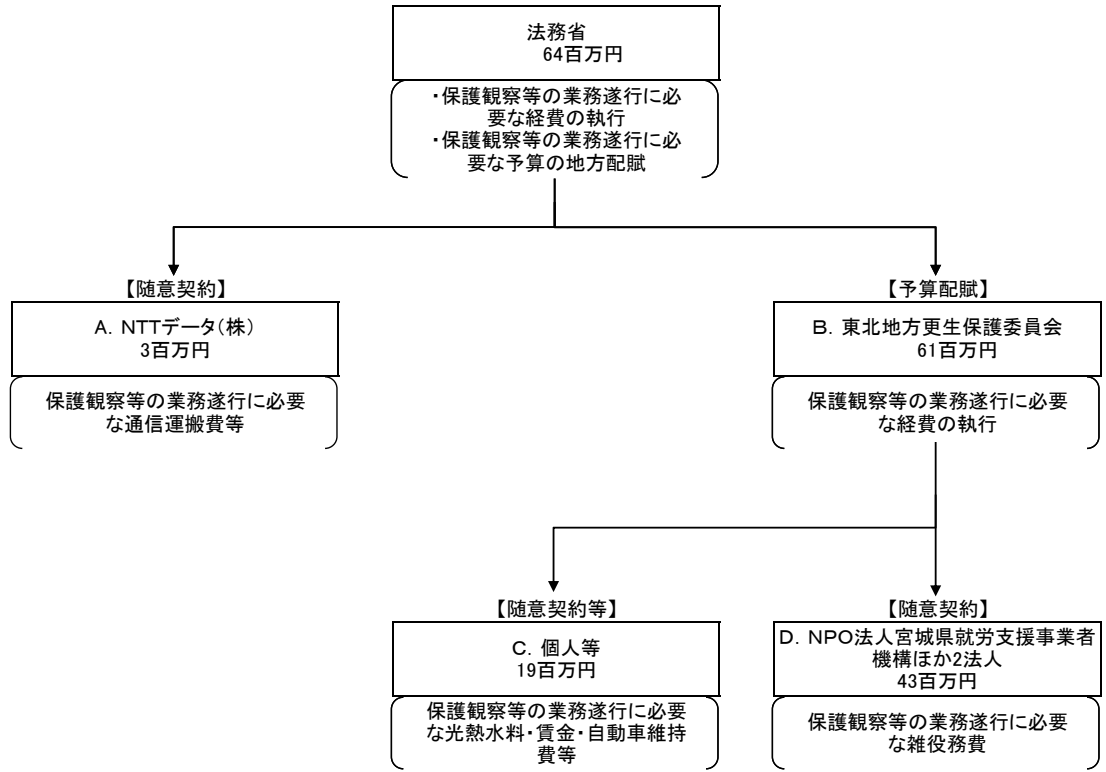 法務省
64百万円
・保護観察等の業務遂行に必
要な経費の執行
・保護観察等の業務遂行に必
要な予算の地方配賦
【随意契約】
A．NTTデータ（株）
3百万円
保護観察等の業務遂行に必要
な通信運搬費等
【予算配賦】
B．東北地方更生保護委員会
61百万円
保護観察等の業務遂行に必要
な経費の執行
【随意契約等】
C．個人等
19百万円
保護観察等の業務遂行に必要
な光熱水料・賃金・自動車維持
費等
【随意契約】
D．NPO法人宮城県就労支援事業者
機構ほか2法人
43百万円
保護観察等の業務遂行に必要
な雑役務費